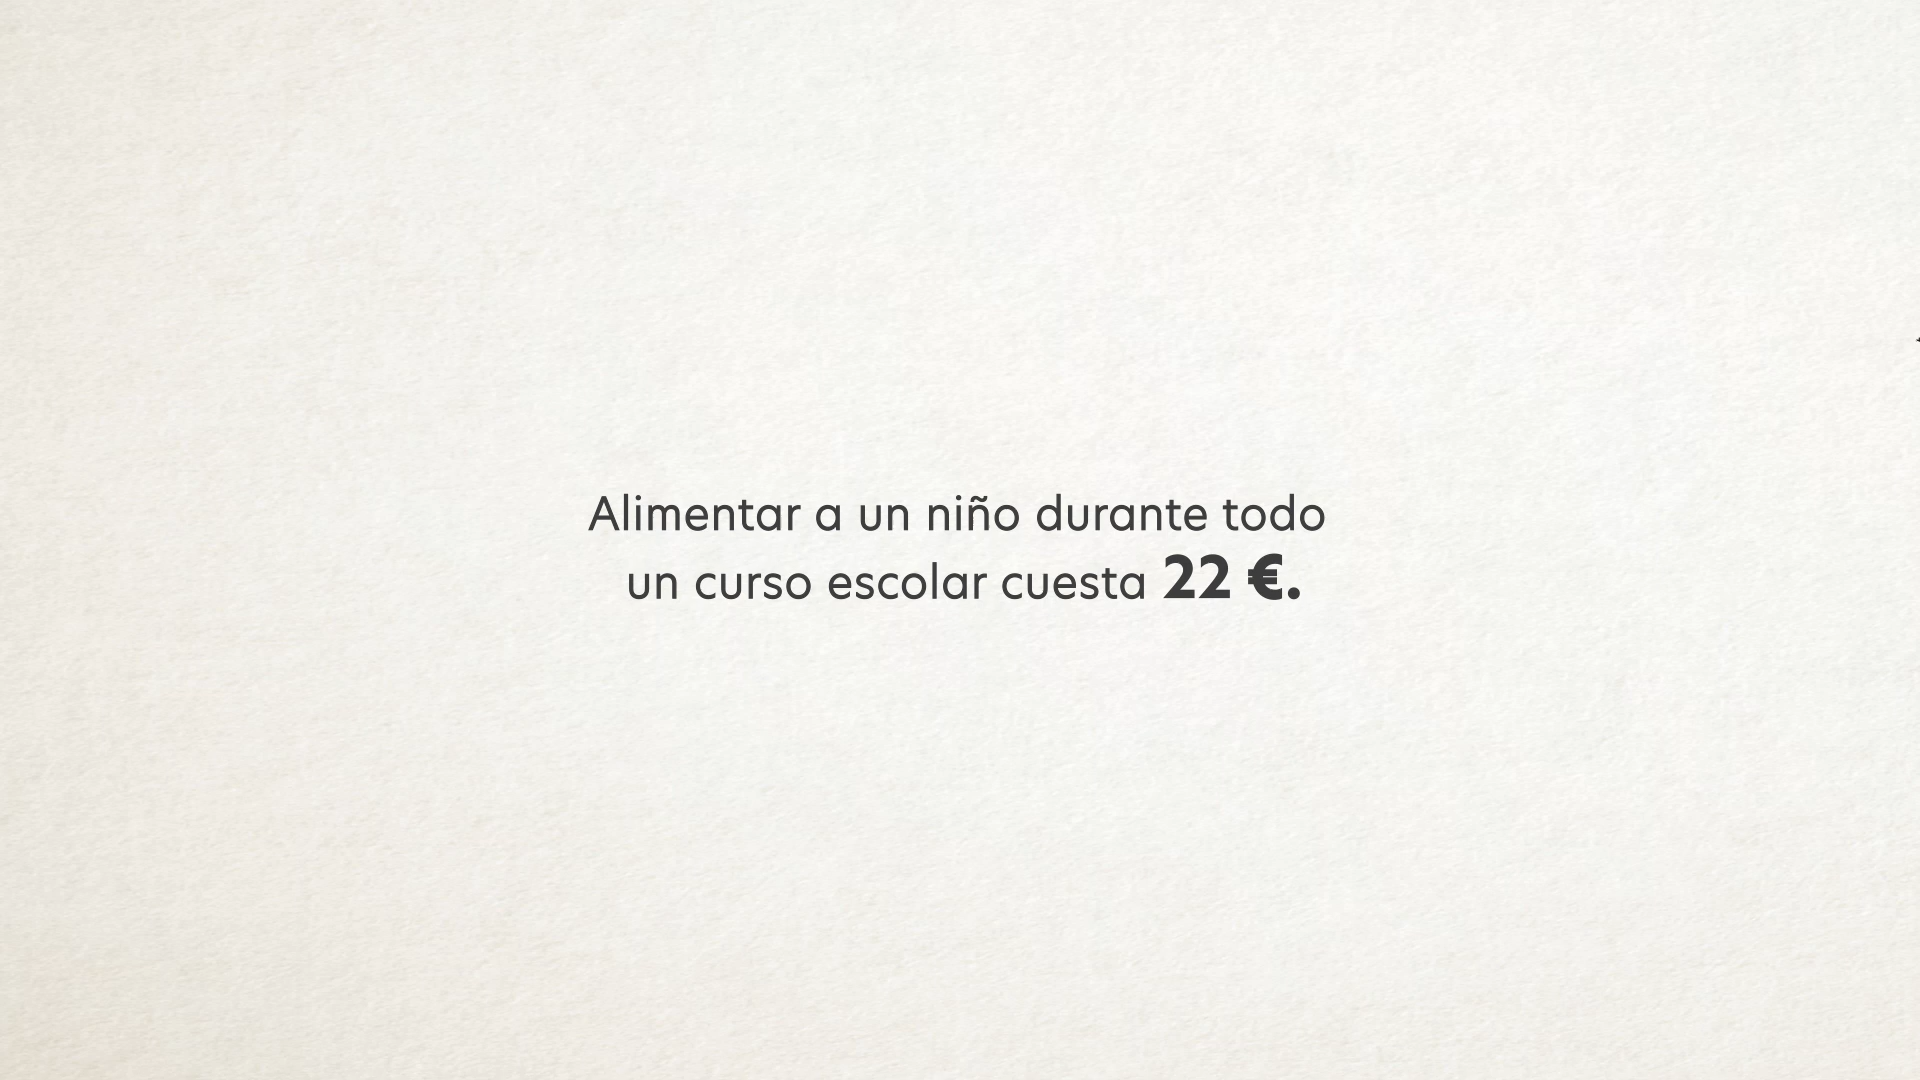 Alimentar a un niño durante todo
un curso escolar cuesta 22 €.